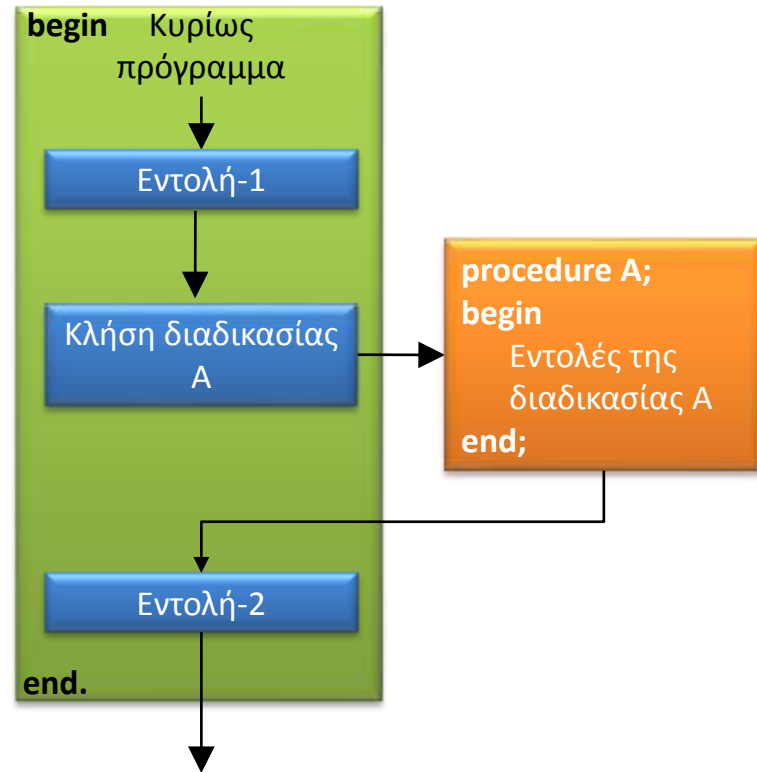 begin Κυρίως
πρόγραμμα
Εντολή-1
Κλήση διαδικασίας
Α
procedure A;
begin
Εντολές της
διαδικασίας Α
end;
Εντολή-2
end.